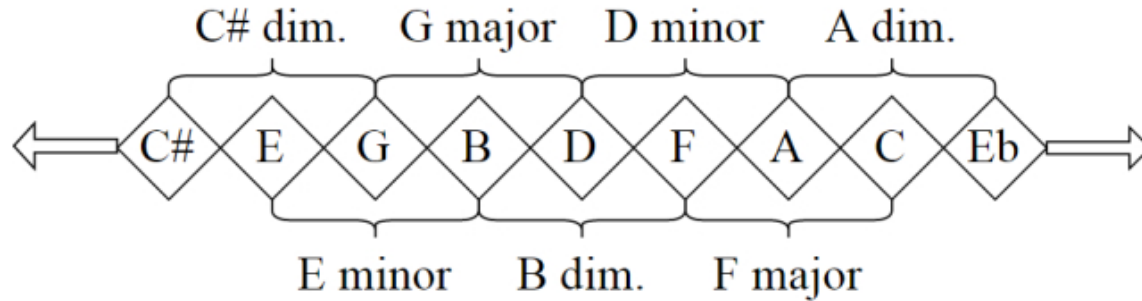 C# dim. G major D minor A dim.
C# E G B D F A C Eb
E minor B dim. F major